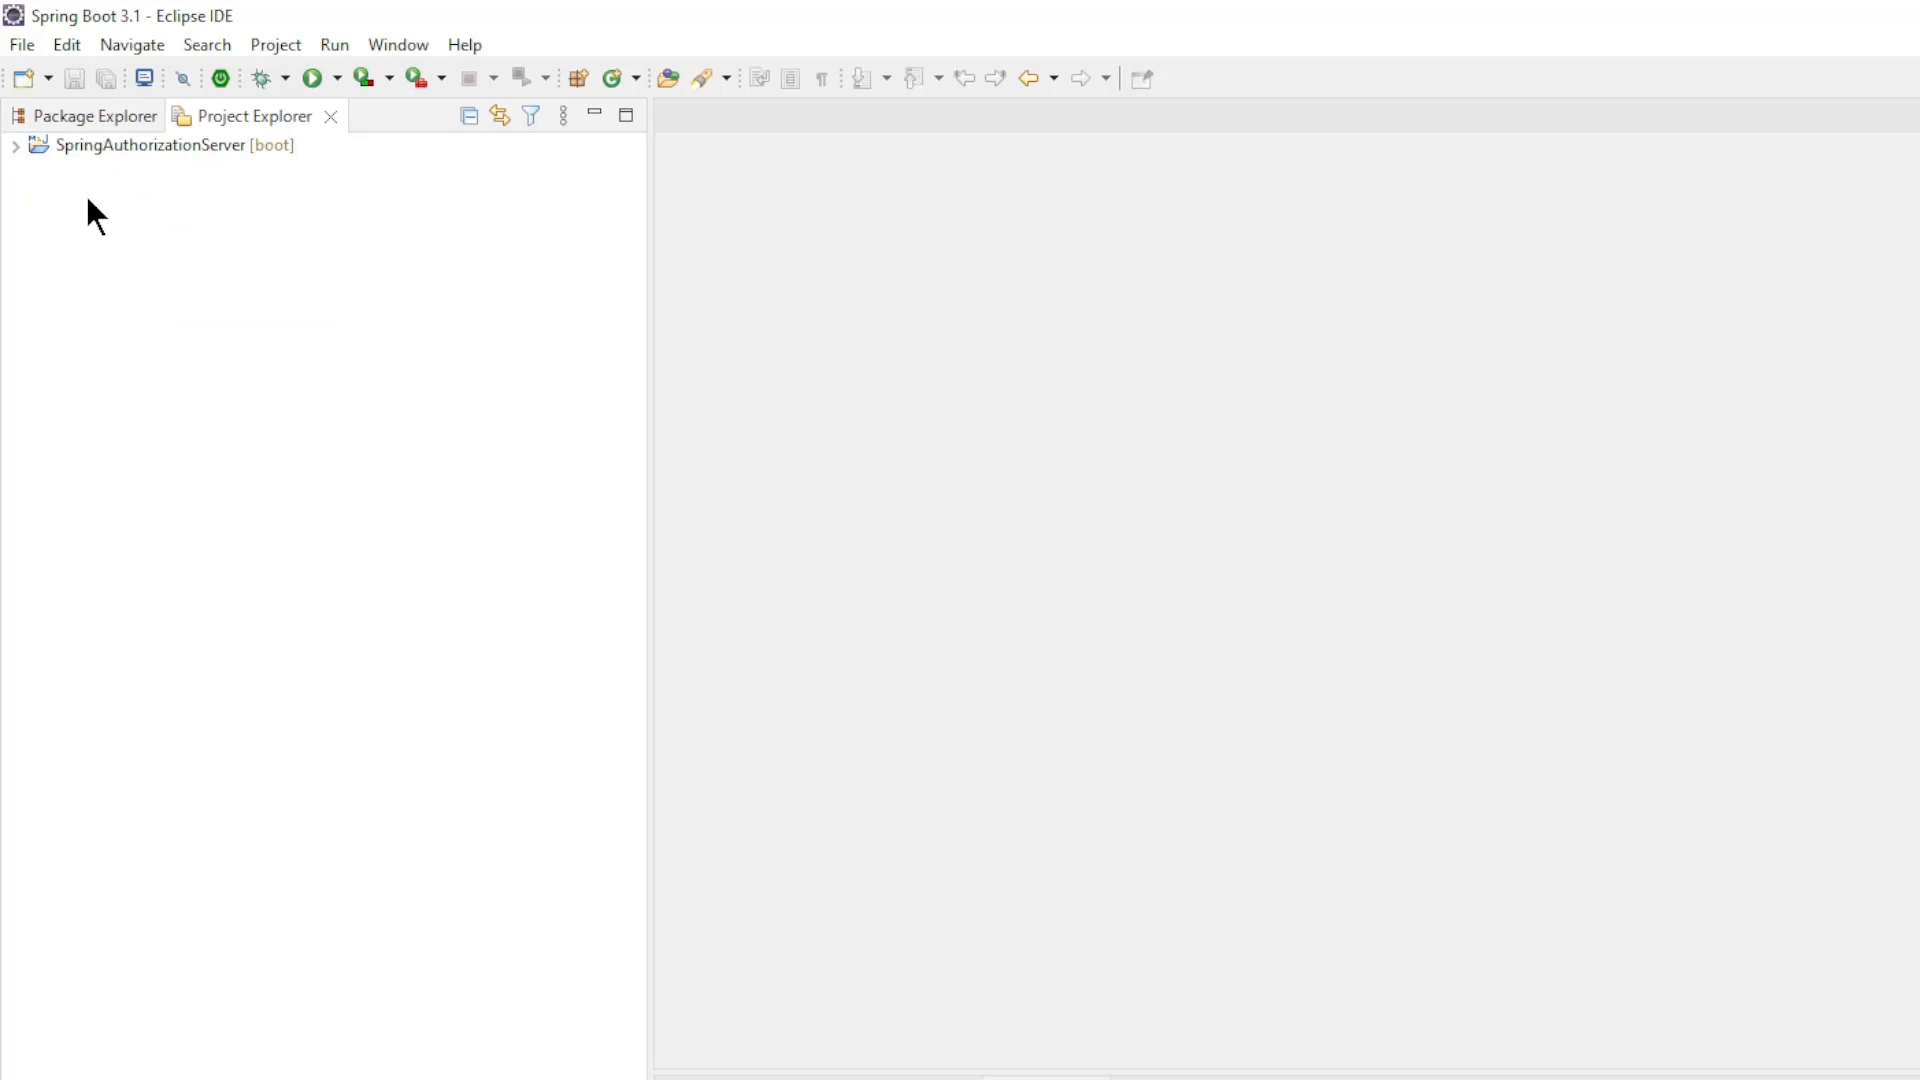 Spring Boot 3.1 - Eclipse IDE
File Edit Navigate Search Project Run Window Help
Package Explorer Project Explorer
SpringAuthorizationServer [boot]